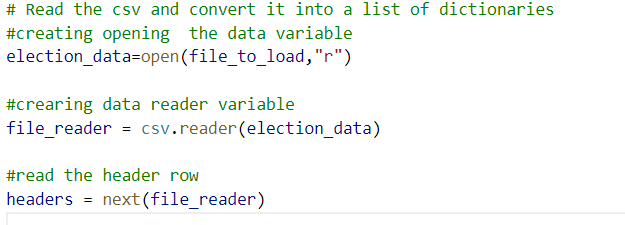 # Read the csv and convert it into a list of dictionaries
#creating opening  the data variable
election_data=open(file_to_load,"r")
#crearing data reader variable
file_reader = csv.reader(election_data)
#read the header row
headers = next(file_reader)